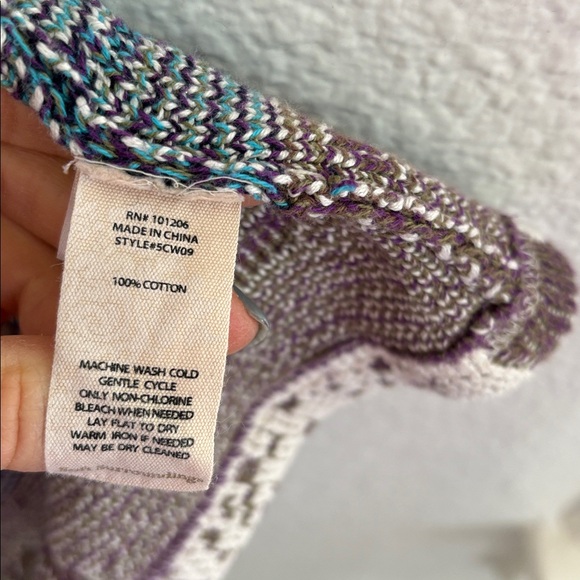 RN# 101206
MADE IN CHINA
STYLE#5CW09
100% COTTON
MACHINE WASH COLD
GENTLE CYCLE
ONLY NON-CHLORINE
BLEACH WHEN NEEDED
LAY FLAT TO DRY
WARM IRON IF NEEDED
MAY BE DRY CLEANED